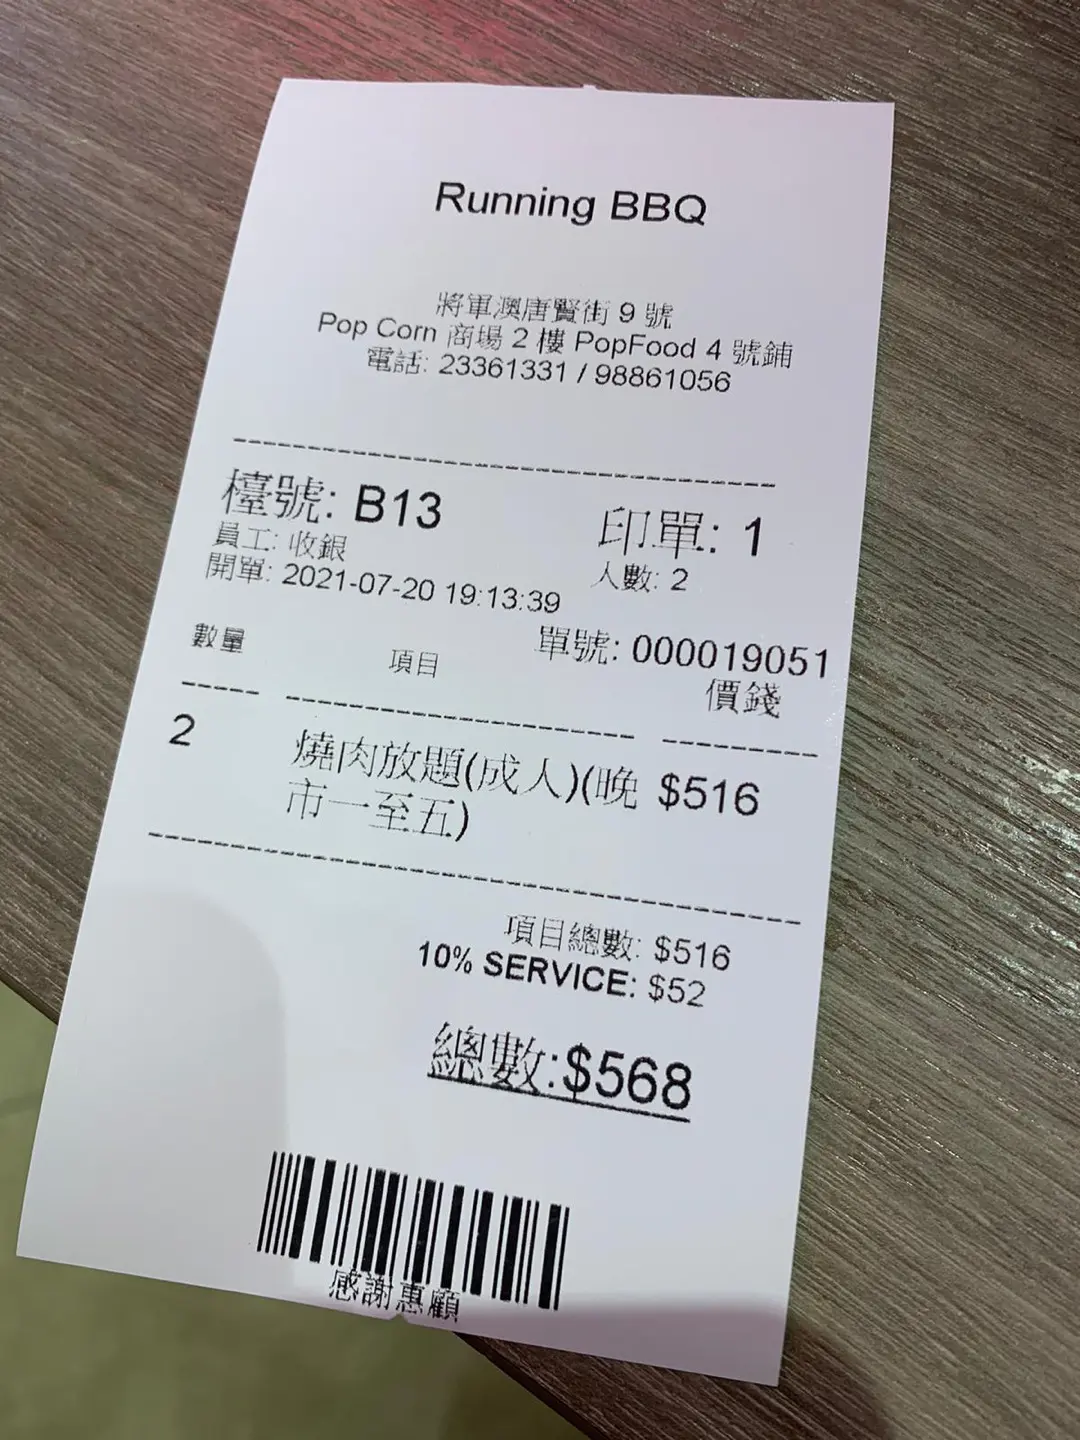 Running BBQ
將軍澳唐賢街 9 號
Pop Corn 商場 2 樓 PopFood 4 號鋪
電話: 23361331 / 98861056
檯號: B13
印單: 1
員工: 收銀
人數: 2
開單: 2021-07-20 19:13:39
單號: 000019051
數量 項目 價錢
2 燒肉放題(成人)(晚 $516
市一至五)
項目總數: $516
10% SERVICE: $52
總數:$568
感謝惠顧